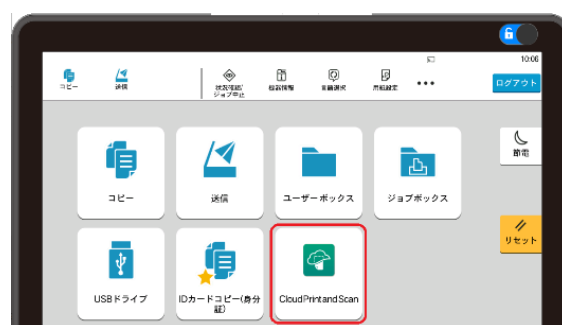 10:06
コピー
送信
状況確認/
ジョブ中止
機器情報
言語選択
用紙設定
ログアウト
コピー
送信
ユーザーボックス
ジョブボックス
節電
リセット
USBドライブ
IDカードコピー(身分
証)
CloudPrintandScan